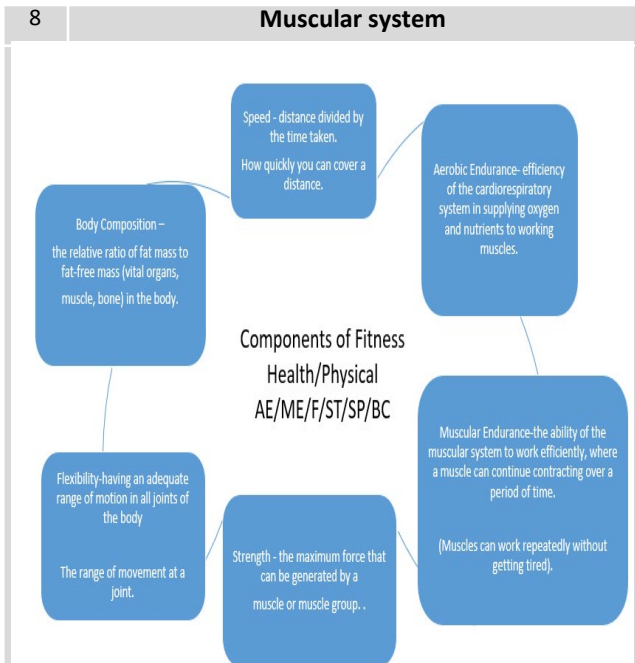 8
Muscular system
Speed - distance divided by
the time taken.
How quickly you can cover a
distance.
Aerobic Endurance- efficiency
of the cardiorespiratory
system in supplying oxygen
and nutrients to working
muscles.
Body Composition –
the relative ratio of fat mass to
fat-free mass (vital organs,
muscle, bone) in the body.
Components of Fitness
Health/Physical
AE/ME/F/ST/SP/BC
Muscular Endurance-the ability of the
muscular system to work efficiently, where
a muscle can continue contracting over a
period of time.
(Muscles can work repeatedly without
getting tired).
Flexibility-having an adequate
range of motion in all joints of
the body
The range of movement at a
joint.
Strength - the maximum force that
can be generated by a
muscle or muscle group. .